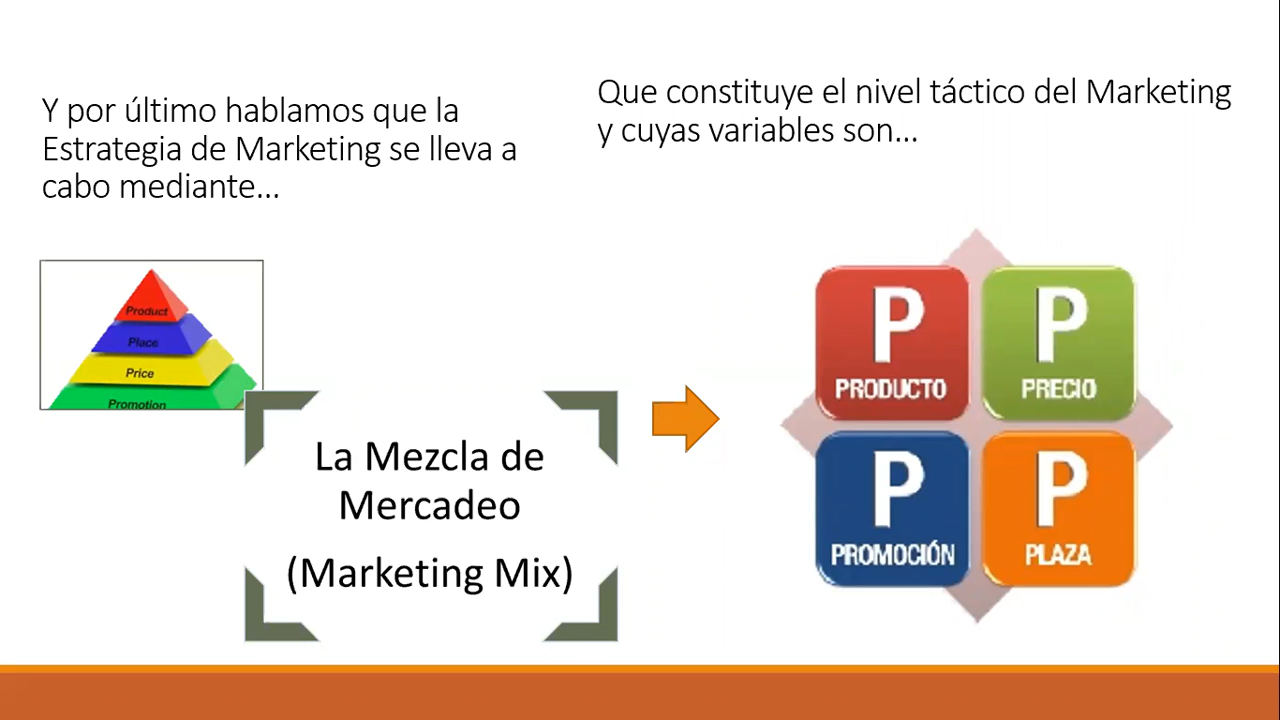 Y por último hablamos que la
Estrategia de Marketing se lleva a
cabo mediante...
Que constituye el nivel táctico del Marketing
y cuyas variables son...
Product
Place
Price
Promotion
La Mezcla de
Mercadeo
(Marketing Mix)
P
PRODUCTO
P
PRECIO
P
PROMOCIÓN
P
PLAZA